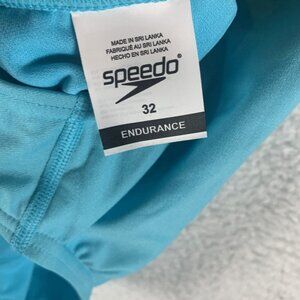 MADE IN SRI LANKA
FABRIQUÉ AU SRI LANKA
HECHO EN SRI LANKA
speedo
32
ENDURANCE